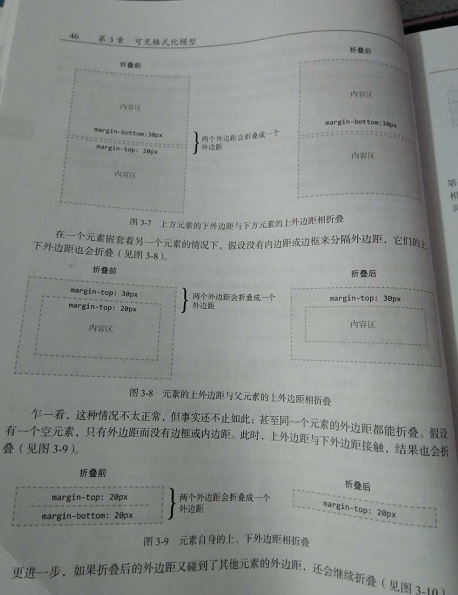 46 第3章 可见格式化模型
折叠前
内容区
margin-bottom:30px
margin-top: 20px
内容区
两个外边距会折叠成一个
外边距
折叠后
内容区
margin-bottom:30px
内容区
图 3-7 上方元素的下外边距与下方元素的上外边距相折叠
在一个元素嵌套着另一个元素的情况下，假设没有内边距或边框来分隔外边距，它们的上、
下外边距也会折叠（见图 3-8）。
折叠前
margin-top: 30px
margin-top: 20px
内容区
两个外边距会折叠成一个
外边距
折叠后
margin-top: 30px
内容区
图 3-8 元素的上外边距与父元素的上外边距相折叠
乍一看，这种情况不太正常，但事实还不止如此：甚至同一个元素的外边距都能折叠。假设
有一个空元素，只有外边距而没有边框或内边距。此时，上外边距与下外边距接触，结果也会折
叠（见图 3-9）。
折叠前
margin-top: 20px
margin-bottom: 20px
两个外边距会折叠成一个
外边距
折叠后
margin-top: 20px
图 3-9 元素自身的上、下外边距相折叠
更进一步，如果折叠后的外边距又碰到了其他元素的外边距，还会继续折叠（见图 3-10）
第